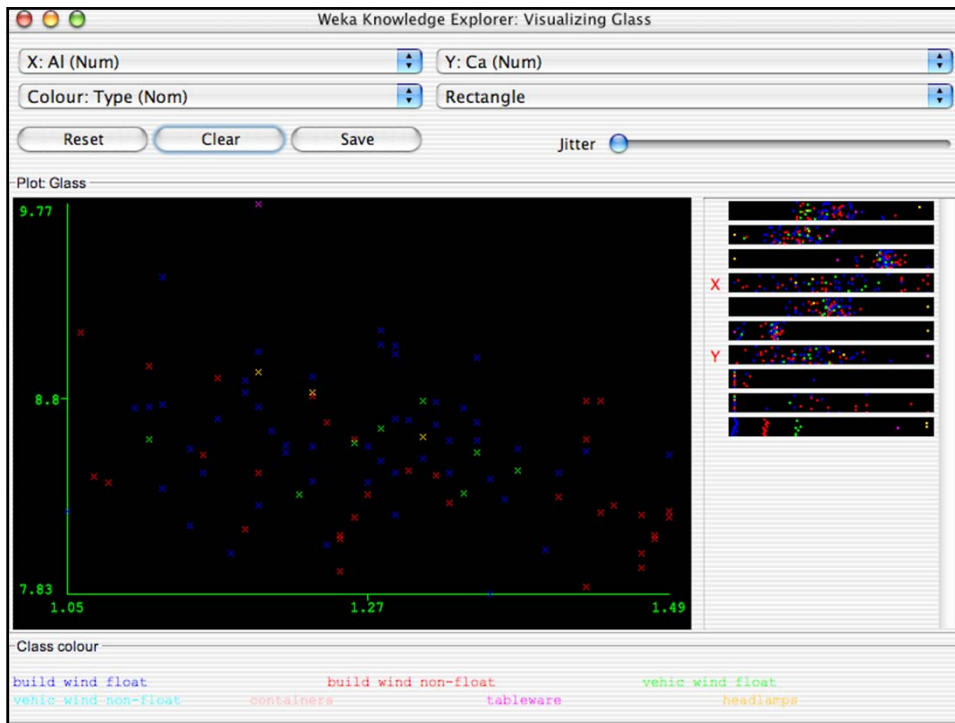 Weka Knowledge Explorer: Visualizing Glass
X: Al (Num) Y: Ca (Num)
Colour: Type (Nom) Rectangle
Reset Clear Save Jitter
Plot: Glass
9.77
8.8
7.83
1.05 1.27 1.49
X
Y
Class colour
build wind float build wind non-float vehic wind float
vehic wind non-float containers tableware headlamps